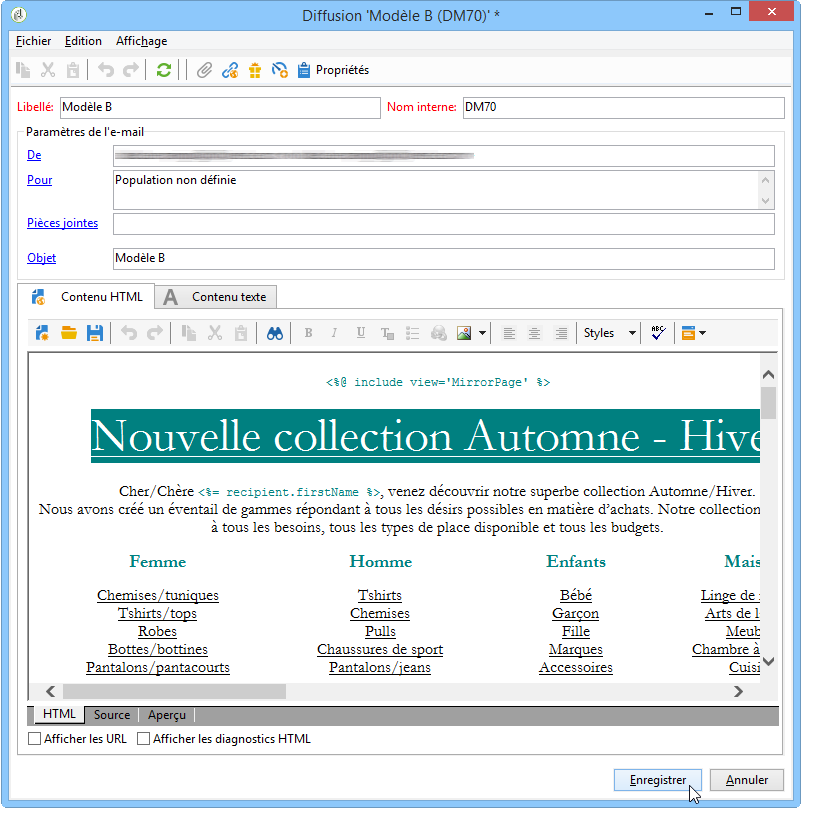 Diffusion 'Modèle B (DM70)' *
Fichier Edition Affichage
Propriétés
Libellé: Modèle B Nom interne: DM70
Paramètres de l'e-mail
De
Pour Population non définie
Pièces jointes
Objet Modèle B
Contenu HTML A Contenu texte
B I U Styles ABC
<%@ include view='MirrorPage' %>
Nouvelle collection Automne - Hive
Cher/Chère <%= recipient.firstName %>, venez découvrir notre superbe collection Automne/Hiver.
Nous avons créé un éventail de gammes répondant à tous les désirs possibles en matière d'achats. Notre collection
à tous les besoins, tous les types de place disponible et tous les budgets.
Femme Homme Enfants Mais
Chemises/tuniques Tshirts Bébé Linge de
Tshirts/tops Chemises Garçon Arts de l
Robes Pulls Fille Meub
Bottes/bottines Chaussures de sport Marques Chambre à
Pantalons/pantacourts Pantalons/jeans Accessoires Cuisi
HTML Source Aperçu
Afficher les URL Afficher les diagnostics HTML
Enregistrer Annuler